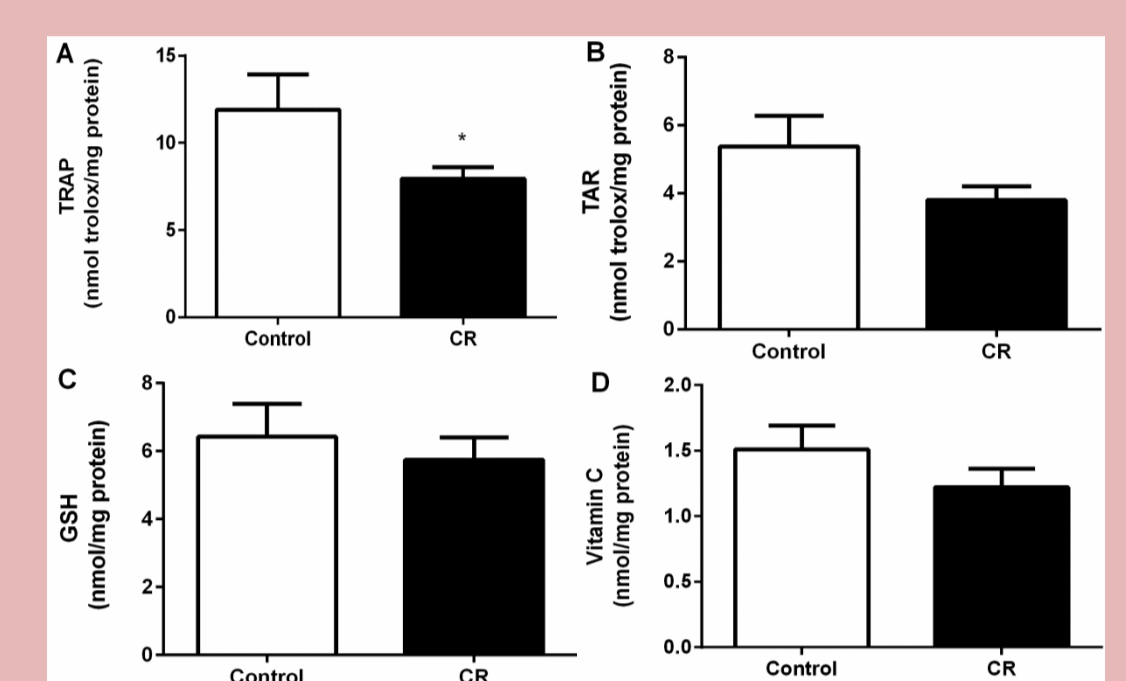 A
TRAP
(nmol trolox/mg protein)
15
10
5
0
*
Control CR
B
TAR
(nmol trolox/mg protein)
8
6
4
2
0
Control CR
C
GSH
(nmol/mg protein)
8
6
4
2
0
Control CR
D
Vitamin C
(nmol/mg protein)
2.0
1.5
1.0
0.5
0.0
Control CR